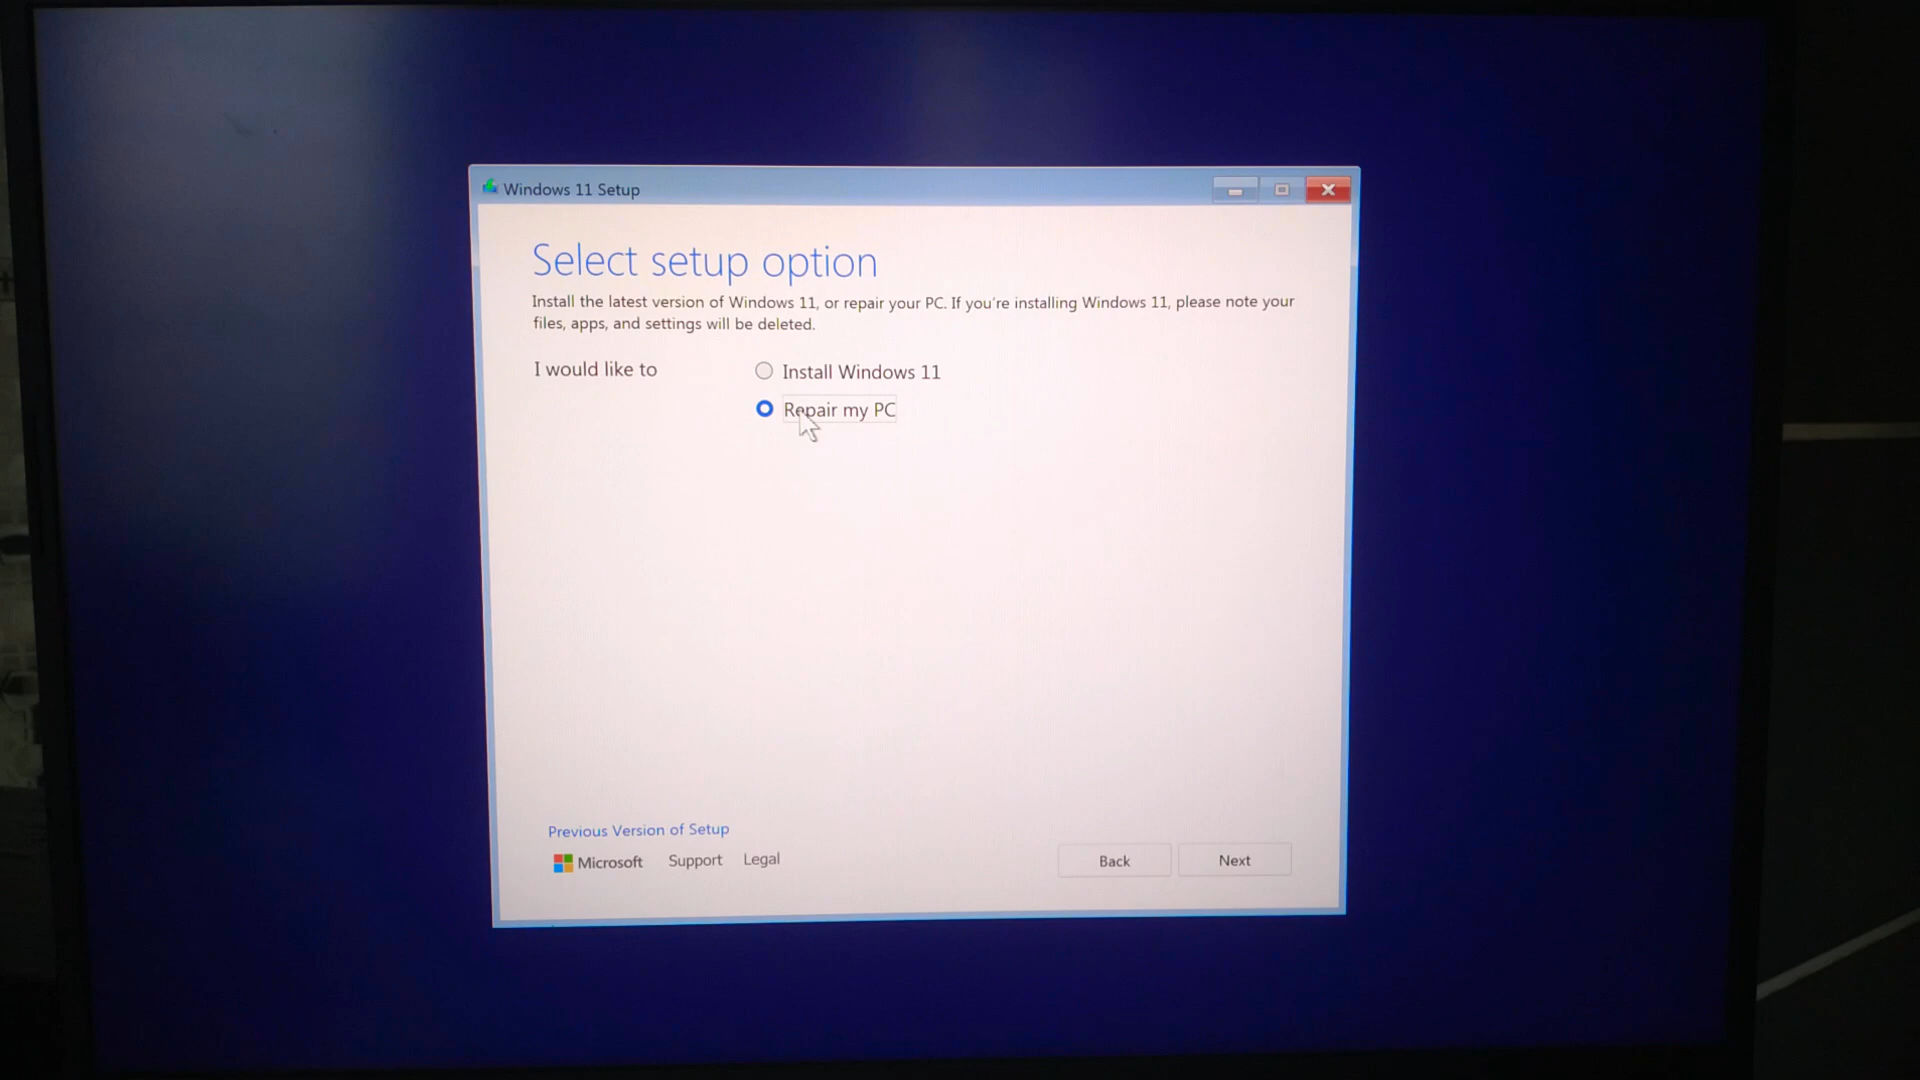 Windows 11 Setup
Select setup option
Install the latest version of Windows 11, or repair your PC. If you're installing Windows 11, please note your
files, apps, and settings will be deleted.
I would like to
Install Windows 11
Repair my PC
Previous Version of Setup
Microsoft Support Legal
Back Next